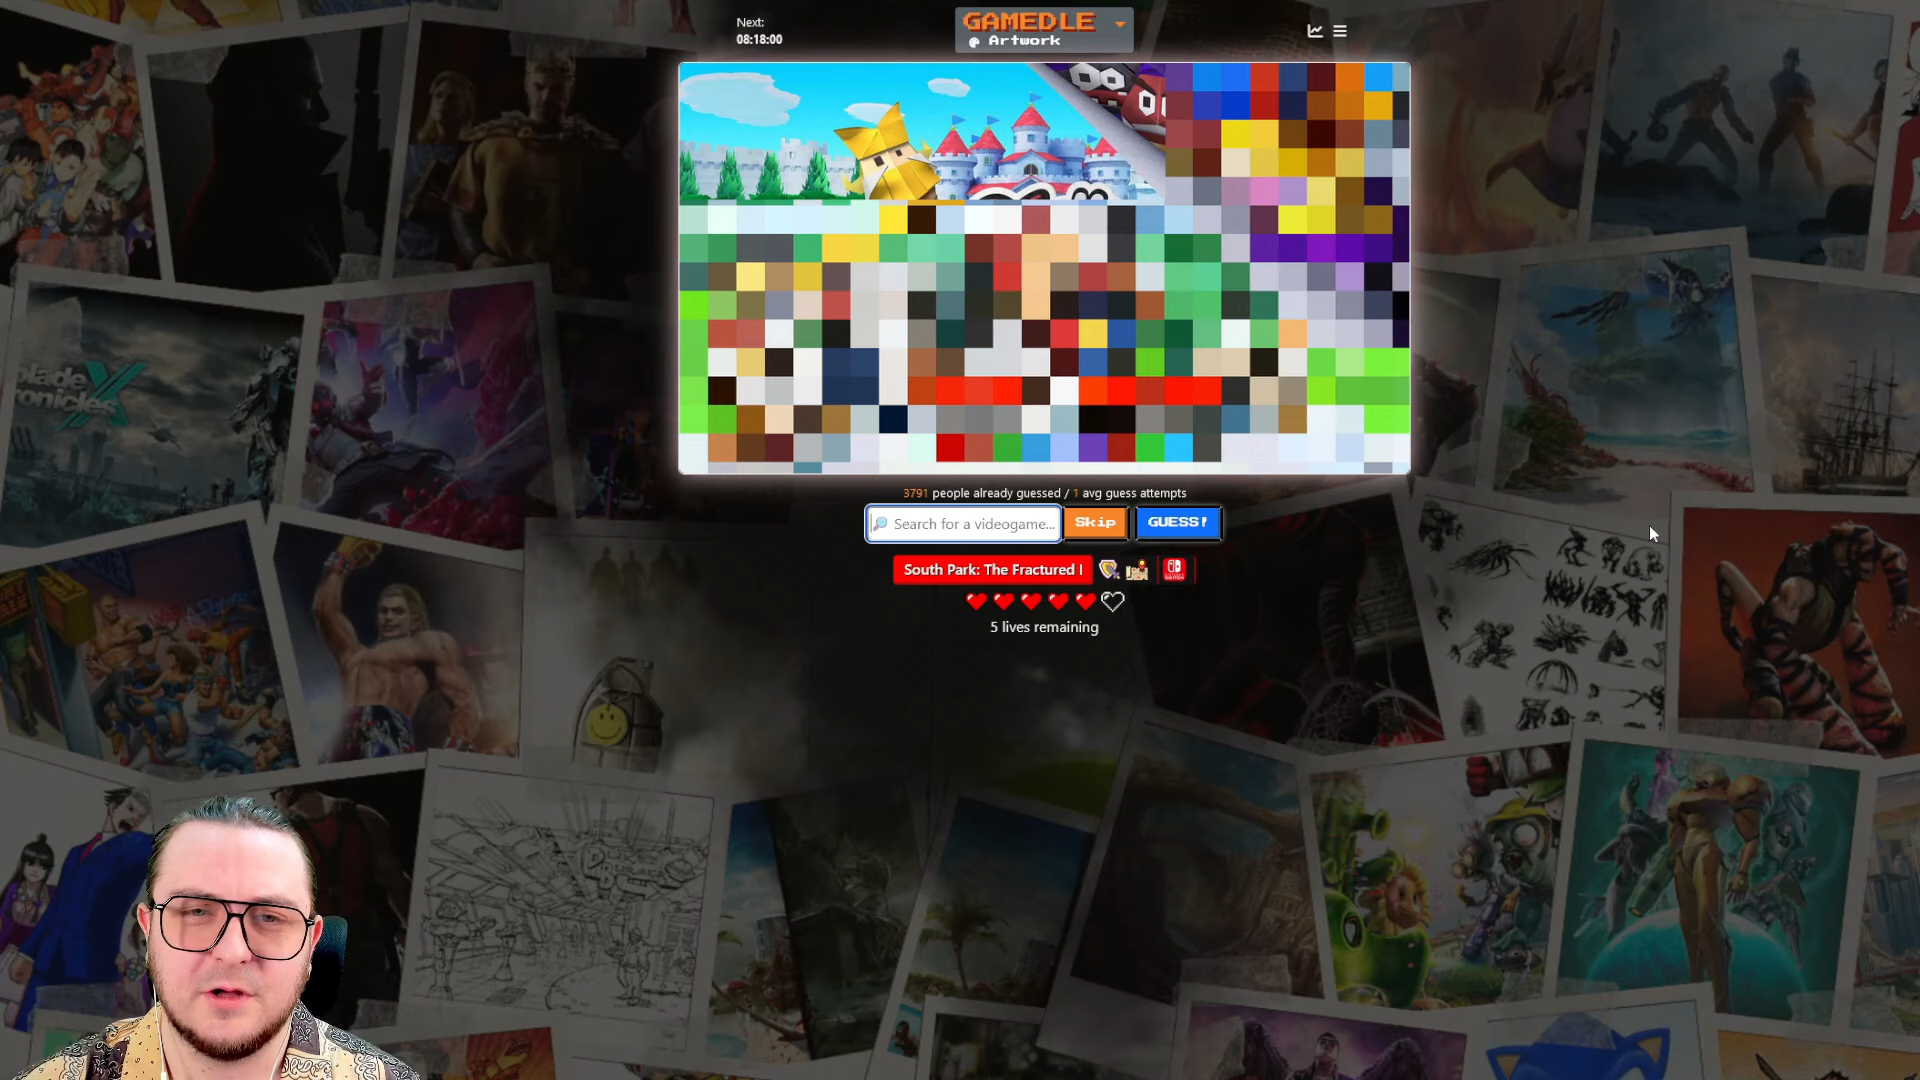 Next:
08:18:00
GAMEDLE
Artwork
3791 people already guessed / 1 avg guess attempts
Search for a videogame...
Skip
GUESS!
South Park: The Fractured
5 lives remaining